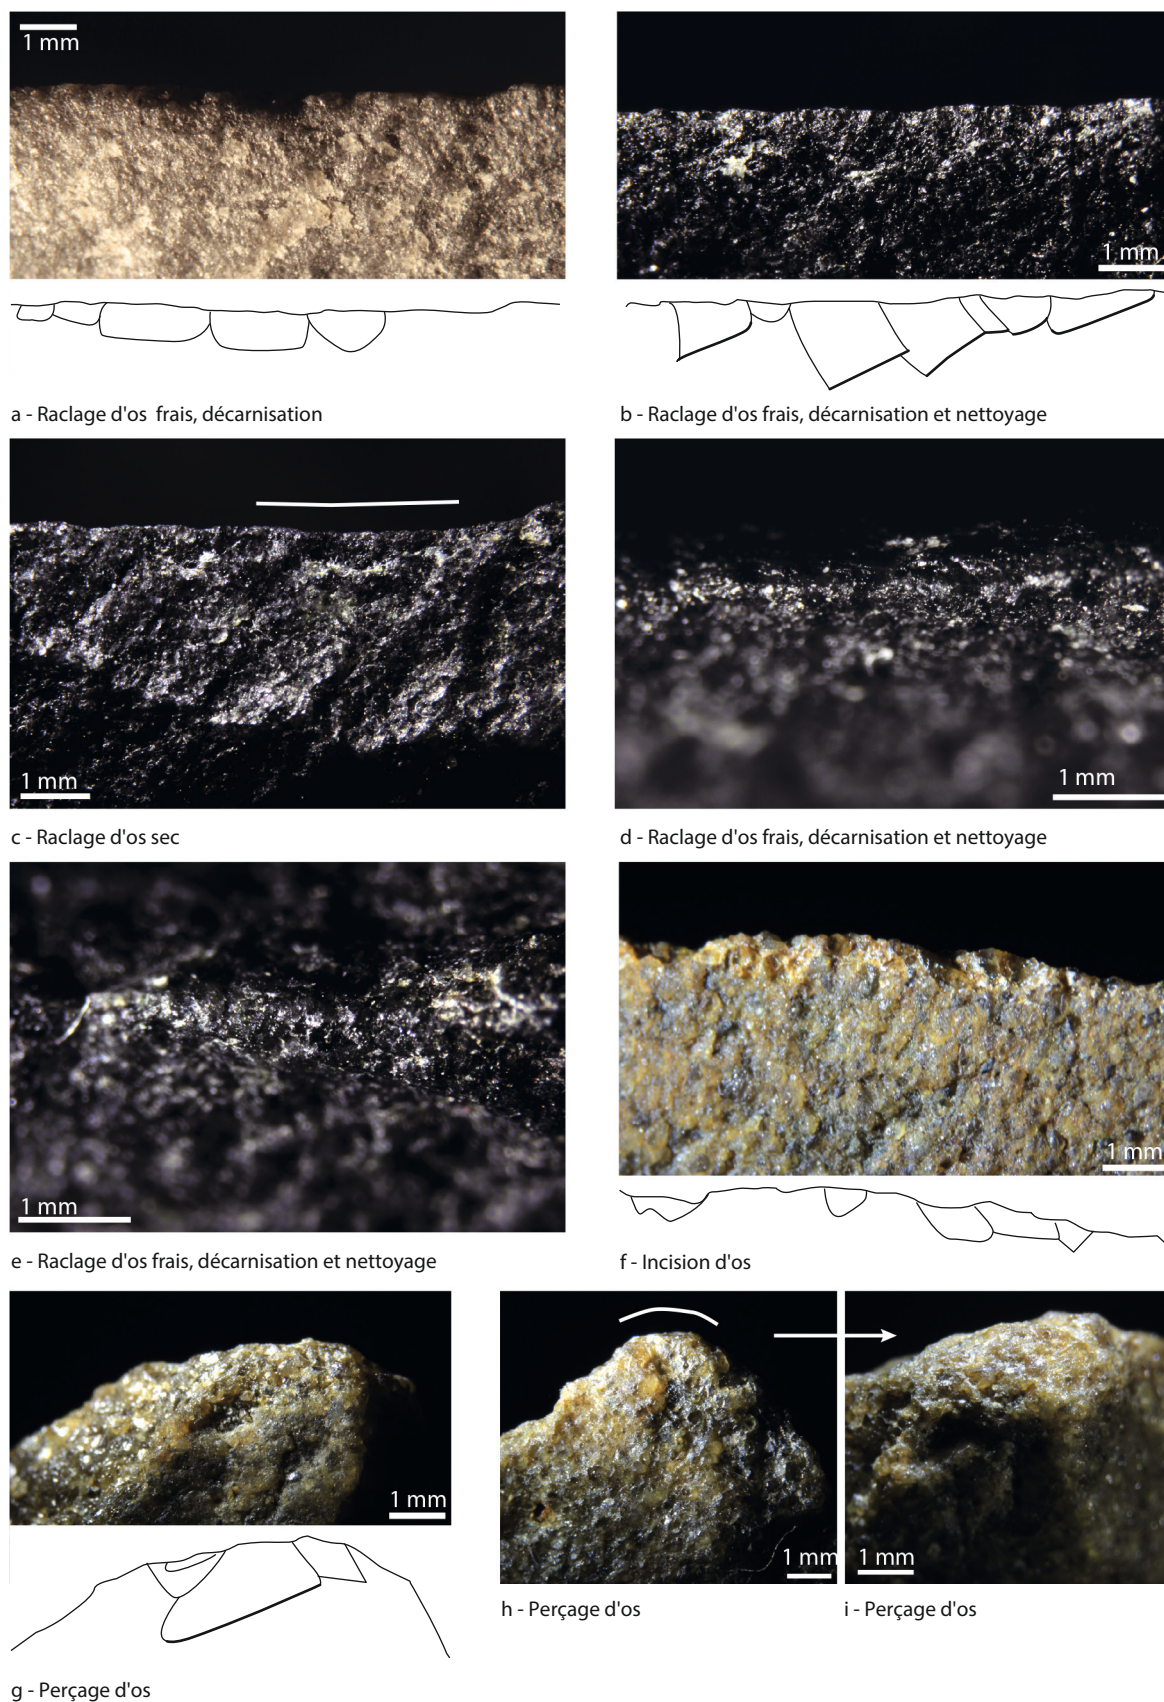 1 mm
1 mm
a - Raclage d'os  frais, décarnisation
b - Raclage d'os frais, décarnisation et nettoyage
1 mm
1 mm
c - Raclage d'os sec
d - Raclage d'os frais, décarnisation et nettoyage
1 mm
1 mm
e - Raclage d'os frais, décarnisation et nettoyage
f - Incision d'os
1 mm
1 mm
1 mm
h - Perçage d'os
i - Perçage d'os
g - Perçage d'os